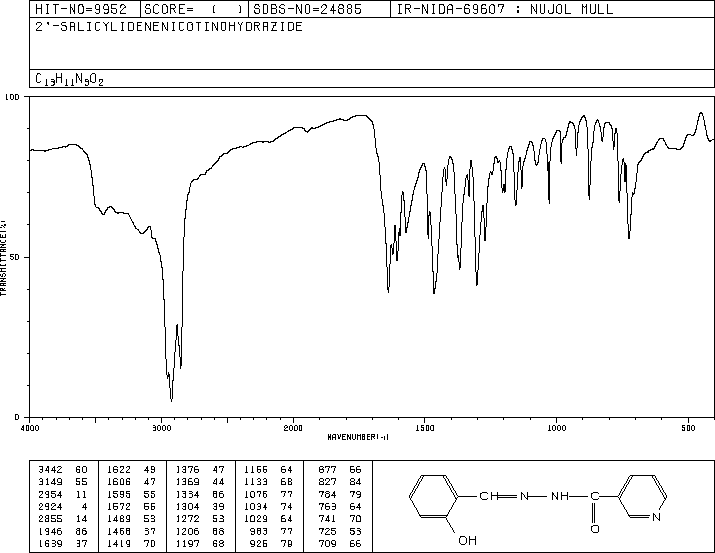 HIT-NO=9952 SCORE= ( ) SDBS-NO=24885 IR-NIDA-69607 : NUJOL MULL
2'-SALICYLIDENENICOTINOHYDRAZIDE
C13H11N3O2
100
50
0
TRANSMITTANCE(%)
4000 3000 2000 1500 1000 500
WAVENUMBER(-1)
3442 60 1622 49 1376 47 1156 64 877 66
3149 55 1606 47 1369 44 1133 68 827 84
2954 11 1595 55 1334 66 1076 77 784 79
2924 4 1572 56 1304 39 1034 74 763 64
2855 14 1489 53 1272 53 1029 64 741 70
1946 86 1468 37 1206 68 983 77 725 53
1639 37 1419 70 1197 68 926 79 709 66
CH N NH C
O
N
OH